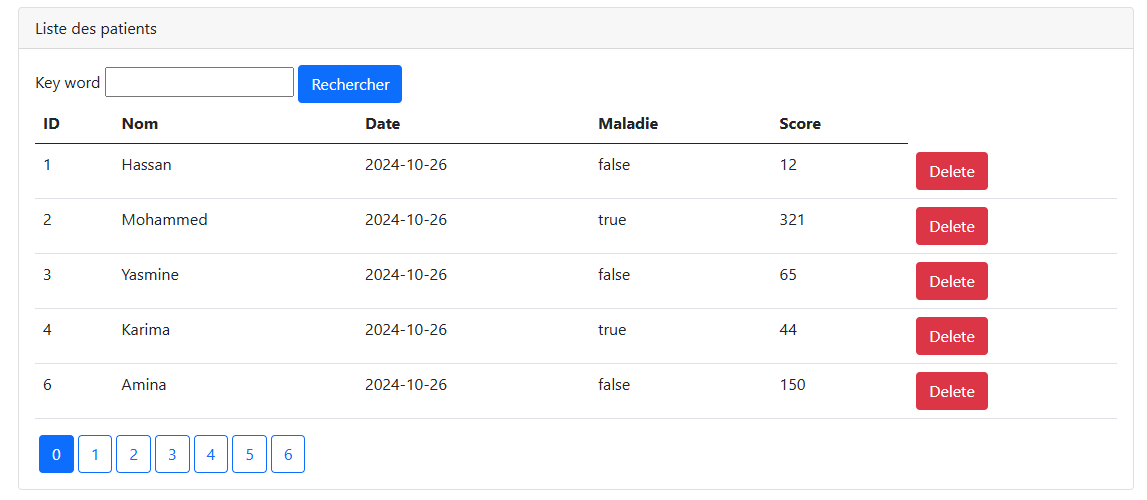 Liste des patients
Key word Rechercher
ID Nom Date Maladie Score
1 Hassan 2024-10-26 false 12 Delete
2 Mohammed 2024-10-26 true 321 Delete
3 Yasmine 2024-10-26 false 65 Delete
4 Karima 2024-10-26 true 44 Delete
6 Amina 2024-10-26 false 150 Delete
0 1 2 3 4 5 6